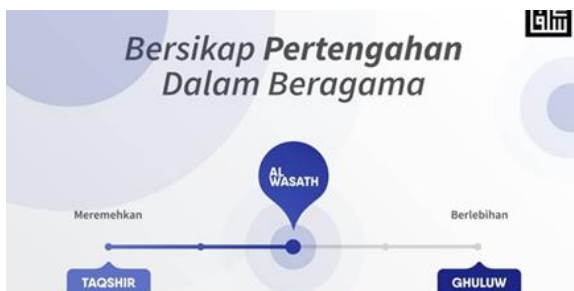 Bersikap Pertengahan
Dalam Beragama
AL
WASATH
Meremehkan
Berlebihan
TAQSHIR
GHULUW